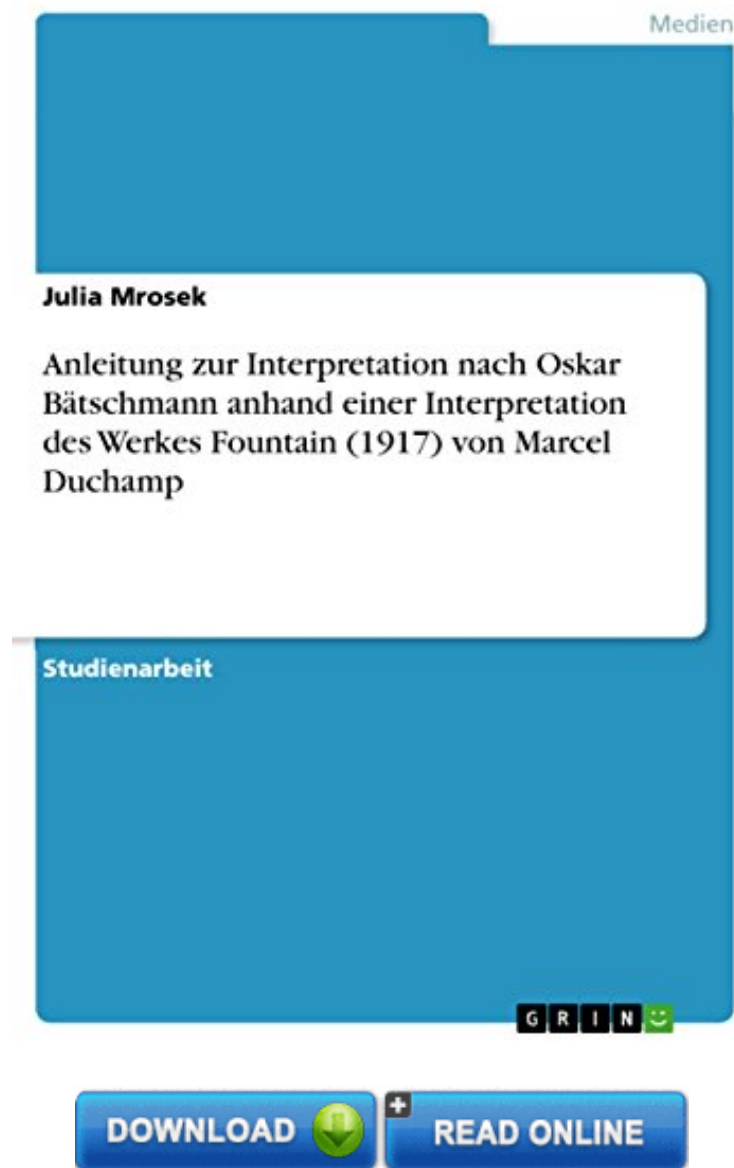 Medien
Julia Mrosek
Anleitung zur Interpretation nach Oskar
Bätschmann anhand einer Interpretation
des Werkes Fountain (1917) von Marcel
Duchamp
Studienarbeit
GRIN
DOWNLOAD
READ ONLINE